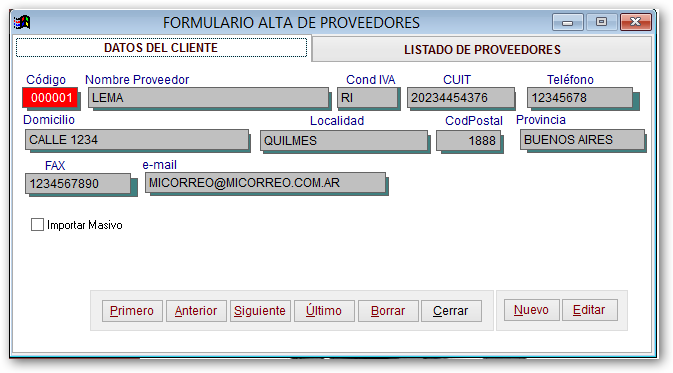 FORMULARIO ALTA DE PROVEEDORES
DATOS DEL CLIENTE LISTADO DE PROVEEDORES
Código Nombre Proveedor Cond IVA CUIT Teléfono
000001 LEMA RI 20234454376 12345678
Domicilio Localidad CodPostal Provincia
CALLE 1234 QUILMES 1888 BUENOS AIRES
FAX e-mail
1234567890 MICORREO@MICORREO.COM.AR
Importar Masivo
Primero Anterior Siguiente Último Borrar Cerrar Nuevo Editar